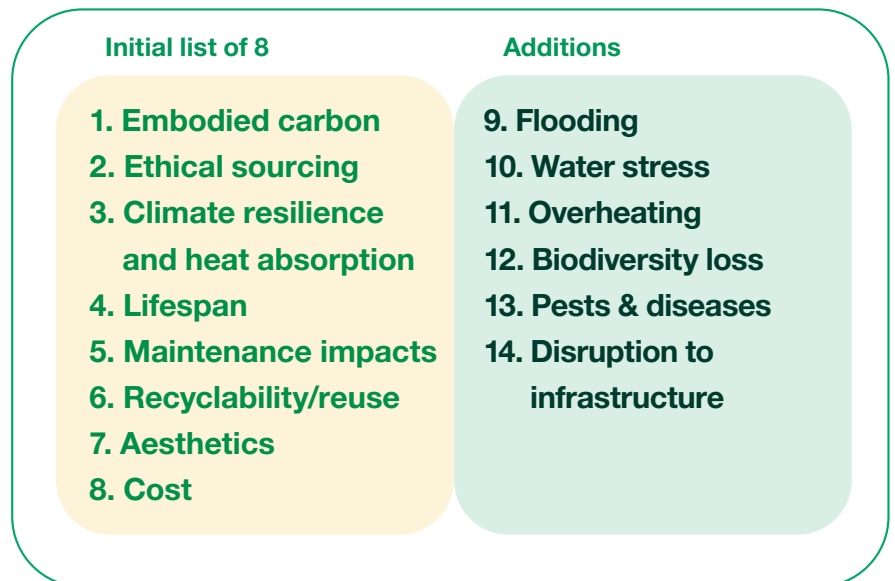 Initial list of 8
1. Embodied carbon
2. Ethical sourcing
3. Climate resilience
and heat absorption
4. Lifespan
5. Maintenance impacts
6. Recyclability/reuse
7. Aesthetics
8. Cost
Additions
9. Flooding
10. Water stress
11. Overheating
12. Biodiversity loss
13. Pests & diseases
14. Disruption to
infrastructure